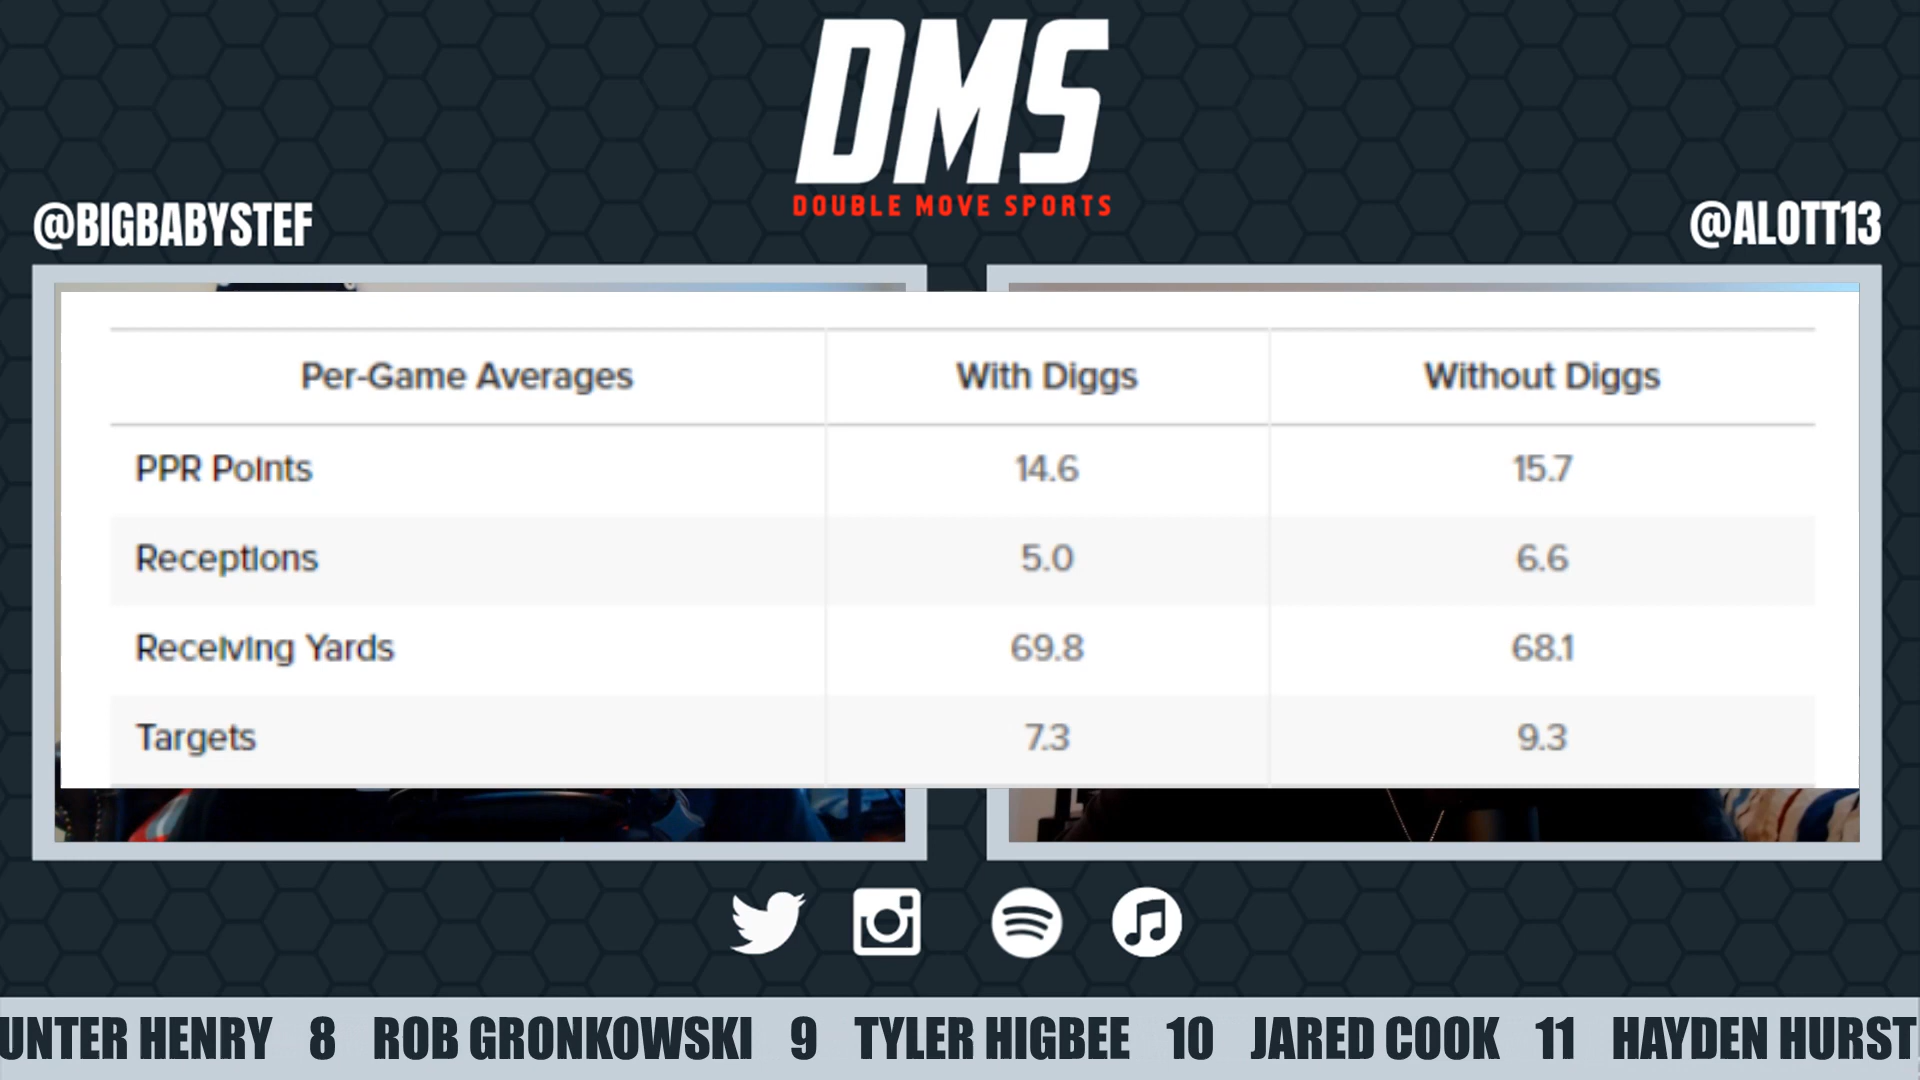 DMS
DOUBLE MOVE SPORTS
@BIGBABYSTEF
@ALOTT13
Per-Game Averages With Diggs Without Diggs
PPR Points 14.6 15.7
Receptions 5.0 6.6
Receiving Yards 69.8 68.1
Targets 7.3 9.3
UNTER HENRY 8 ROB GRONKOWSKI 9 TYLER HIGBEE 10 JARED COOK 11 HAYDEN HURST